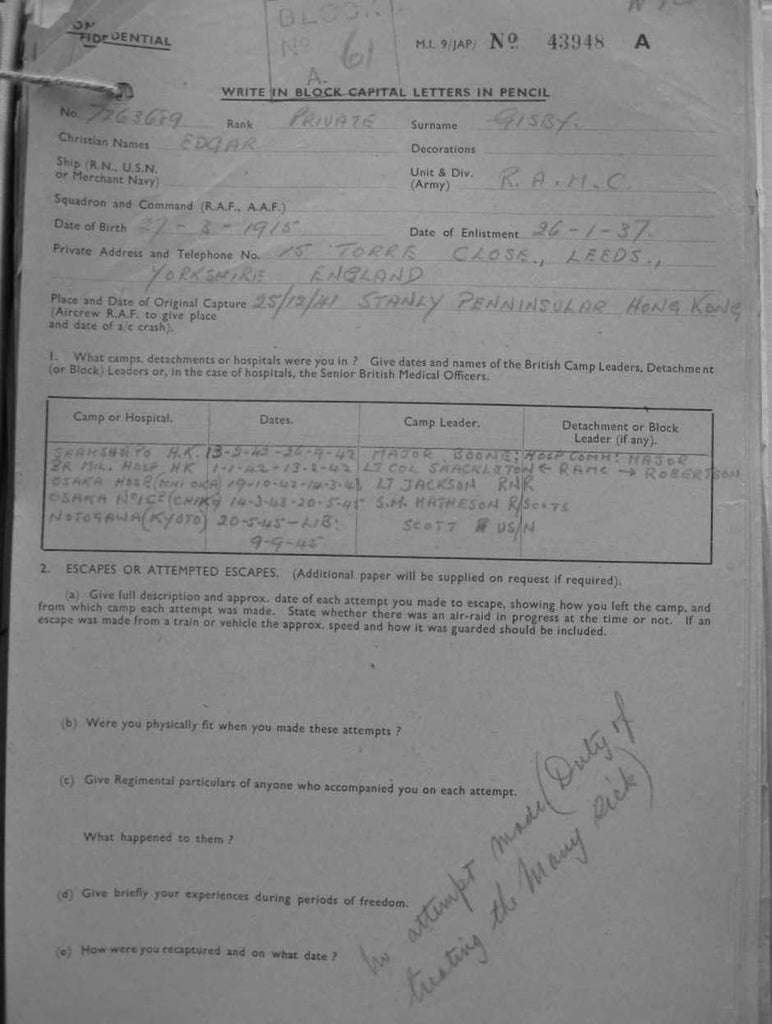 BLOCK
Nº 61
A.
CONFIDENTIAL
M.I. 9/JAP/ Nº 43948 A
WRITE IN BLOCK CAPITAL LETTERS IN PENCIL
No. 7263689 Rank PRIVATE Surname GISBY.
Christian Names EDGAR Decorations
Ship (R.N., U.S.N. or Merchant Navy) Unit & Div. (Army) R.A.M.C.
Squadron and Command (R.A.F., A.A.F.)
Date of Birth 27-3-1915 Date of Enlistment 26-1-37.
Private Address and Telephone No. 15 TORRE CLOSE., LEEDS.,
YORKSHIRE ENGLAND
Place and Date of Original Capture 25/12/41 STANLY PENNINSULAR HONG KONG
(Aircrew R.A.F. to give place
and date of a/c crash).
1. What camps, detachments or hospitals were you in ? Give dates and names of the British Camp Leaders, Detachment
(or Block) Leaders or, in the case of hospitals, the Senior British Medical Officers.
Camp or Hospital. Dates. Camp Leader. Detachment or Block Leader (if any).
SHAMSHUIPO H.K. 13-2-42-26-9-42 MAJOR BOONE; HOSP COMM: MAJOR
BR MIL. HOSP HK 1-1-42-13-2-42 LT COL SHACKLETON ← RAMC → ROBERTSON
OSAKA HOSP. 19-10-42-14-3-43 LT JACKSON RNR
OSAKA 14-3-43-20-5-45 S.M. MATHESON R/SCOTS
NOTOGAWA (KYOTO) 20-5-45-LIB: SCOTT USN
9-9-45
2. ESCAPES OR ATTEMPTED ESCAPES. (Additional paper will be supplied on request if required).
(a) Give full description and approx. date of each attempt you made to escape, showing how you left the camp, and
from which camp each attempt was made. State whether there was an air-raid in progress at the time or not. If an
escape was made from a train or vehicle the approx. speed and how it was guarded should be included.
(b) Were you physically fit when you made these attempts ?
(c) Give Regimental particulars of anyone who accompanied you on each attempt.
What happened to them ?
(d) Give briefly your experiences during periods of freedom.
(e) How were you recaptured and on what date ?
No attempt made (Duty of
treating the many sick)